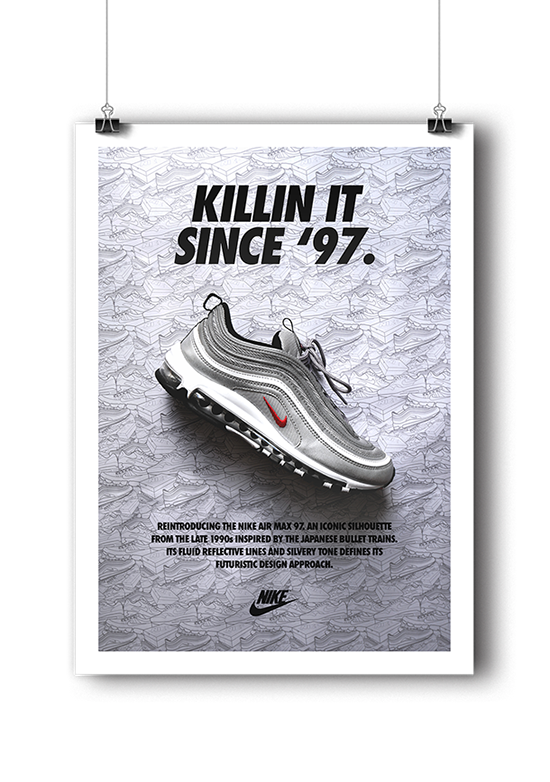 KILLIN IT
SINCE ‘97.
REINTRODUCING THE NIKE AIR MAX 97, AN ICONIC SILHOUETTE
FROM THE LATE 1990s INSPIRED BY THE JAPANESE BULLET TRAINS.
ITS FLUID REFLECTIVE LINES AND SILVERY TONE DEFINES ITS
FUTURISTIC DESIGN APPROACH.
NIKE